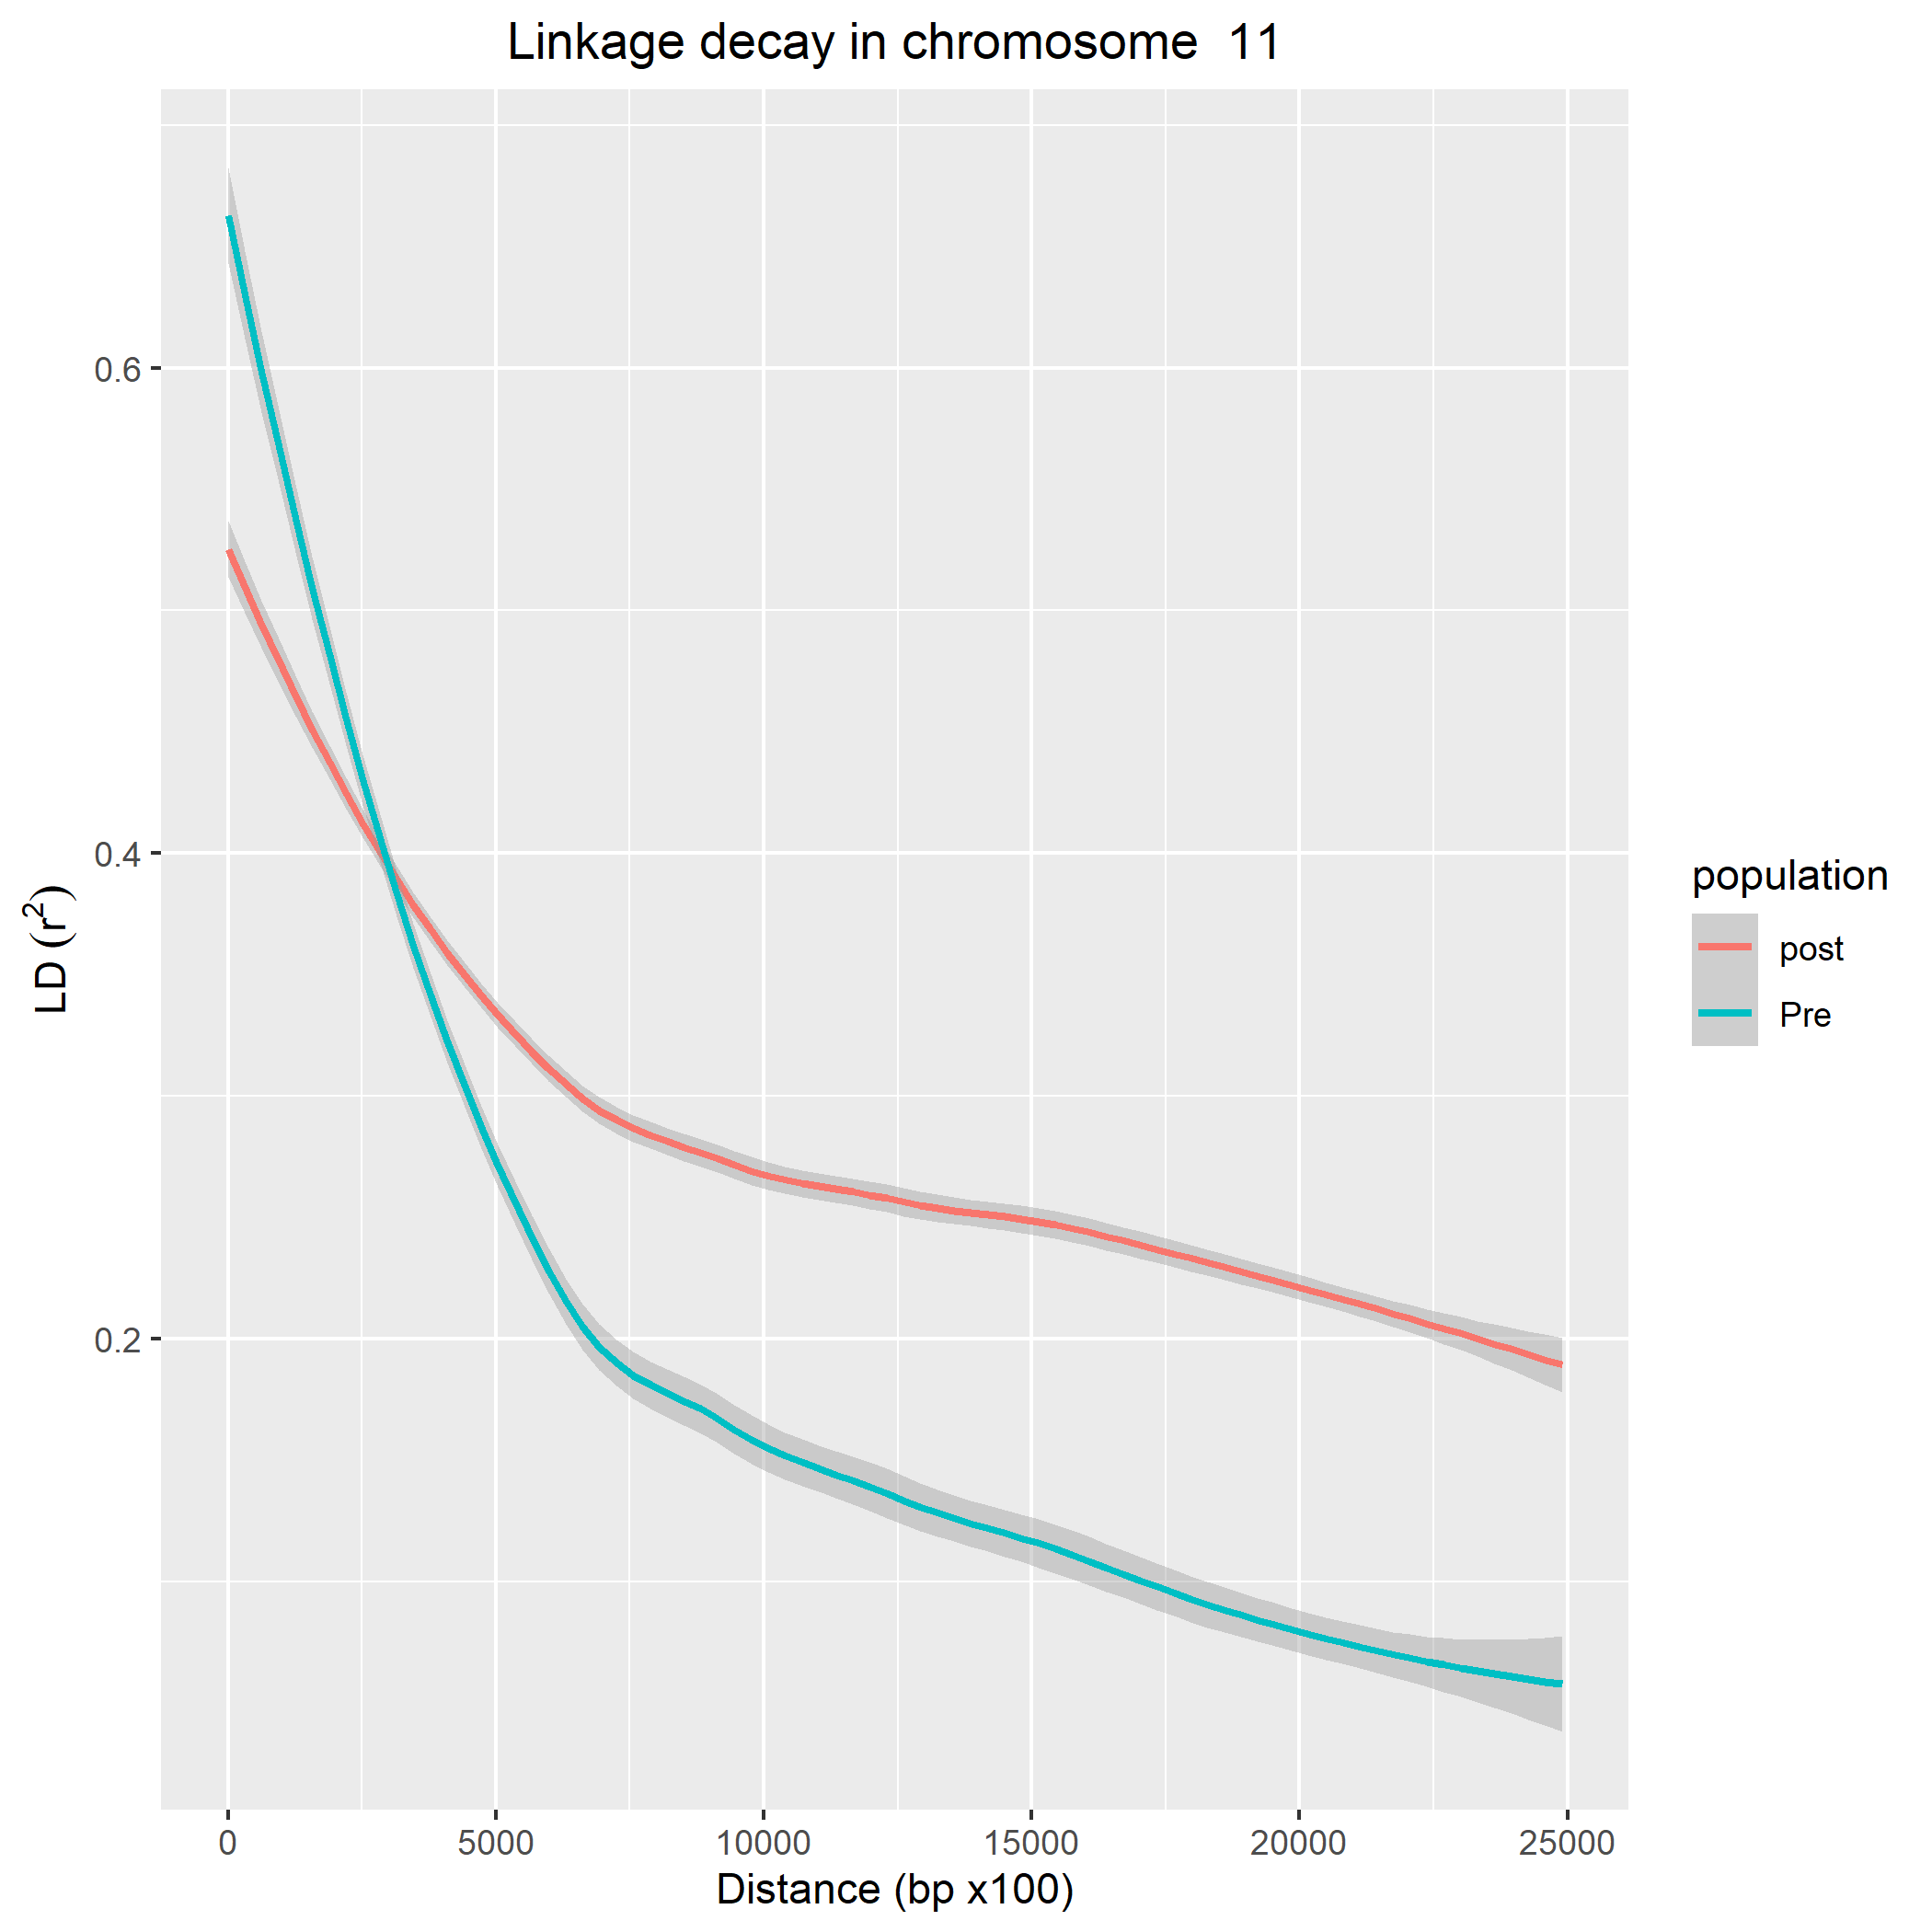 Linkage decay in chromosome  11
LD (r²)
0.6
0.4
0.2
0 5000 10000 15000 20000 25000
Distance (bp x100)
population
post
Pre